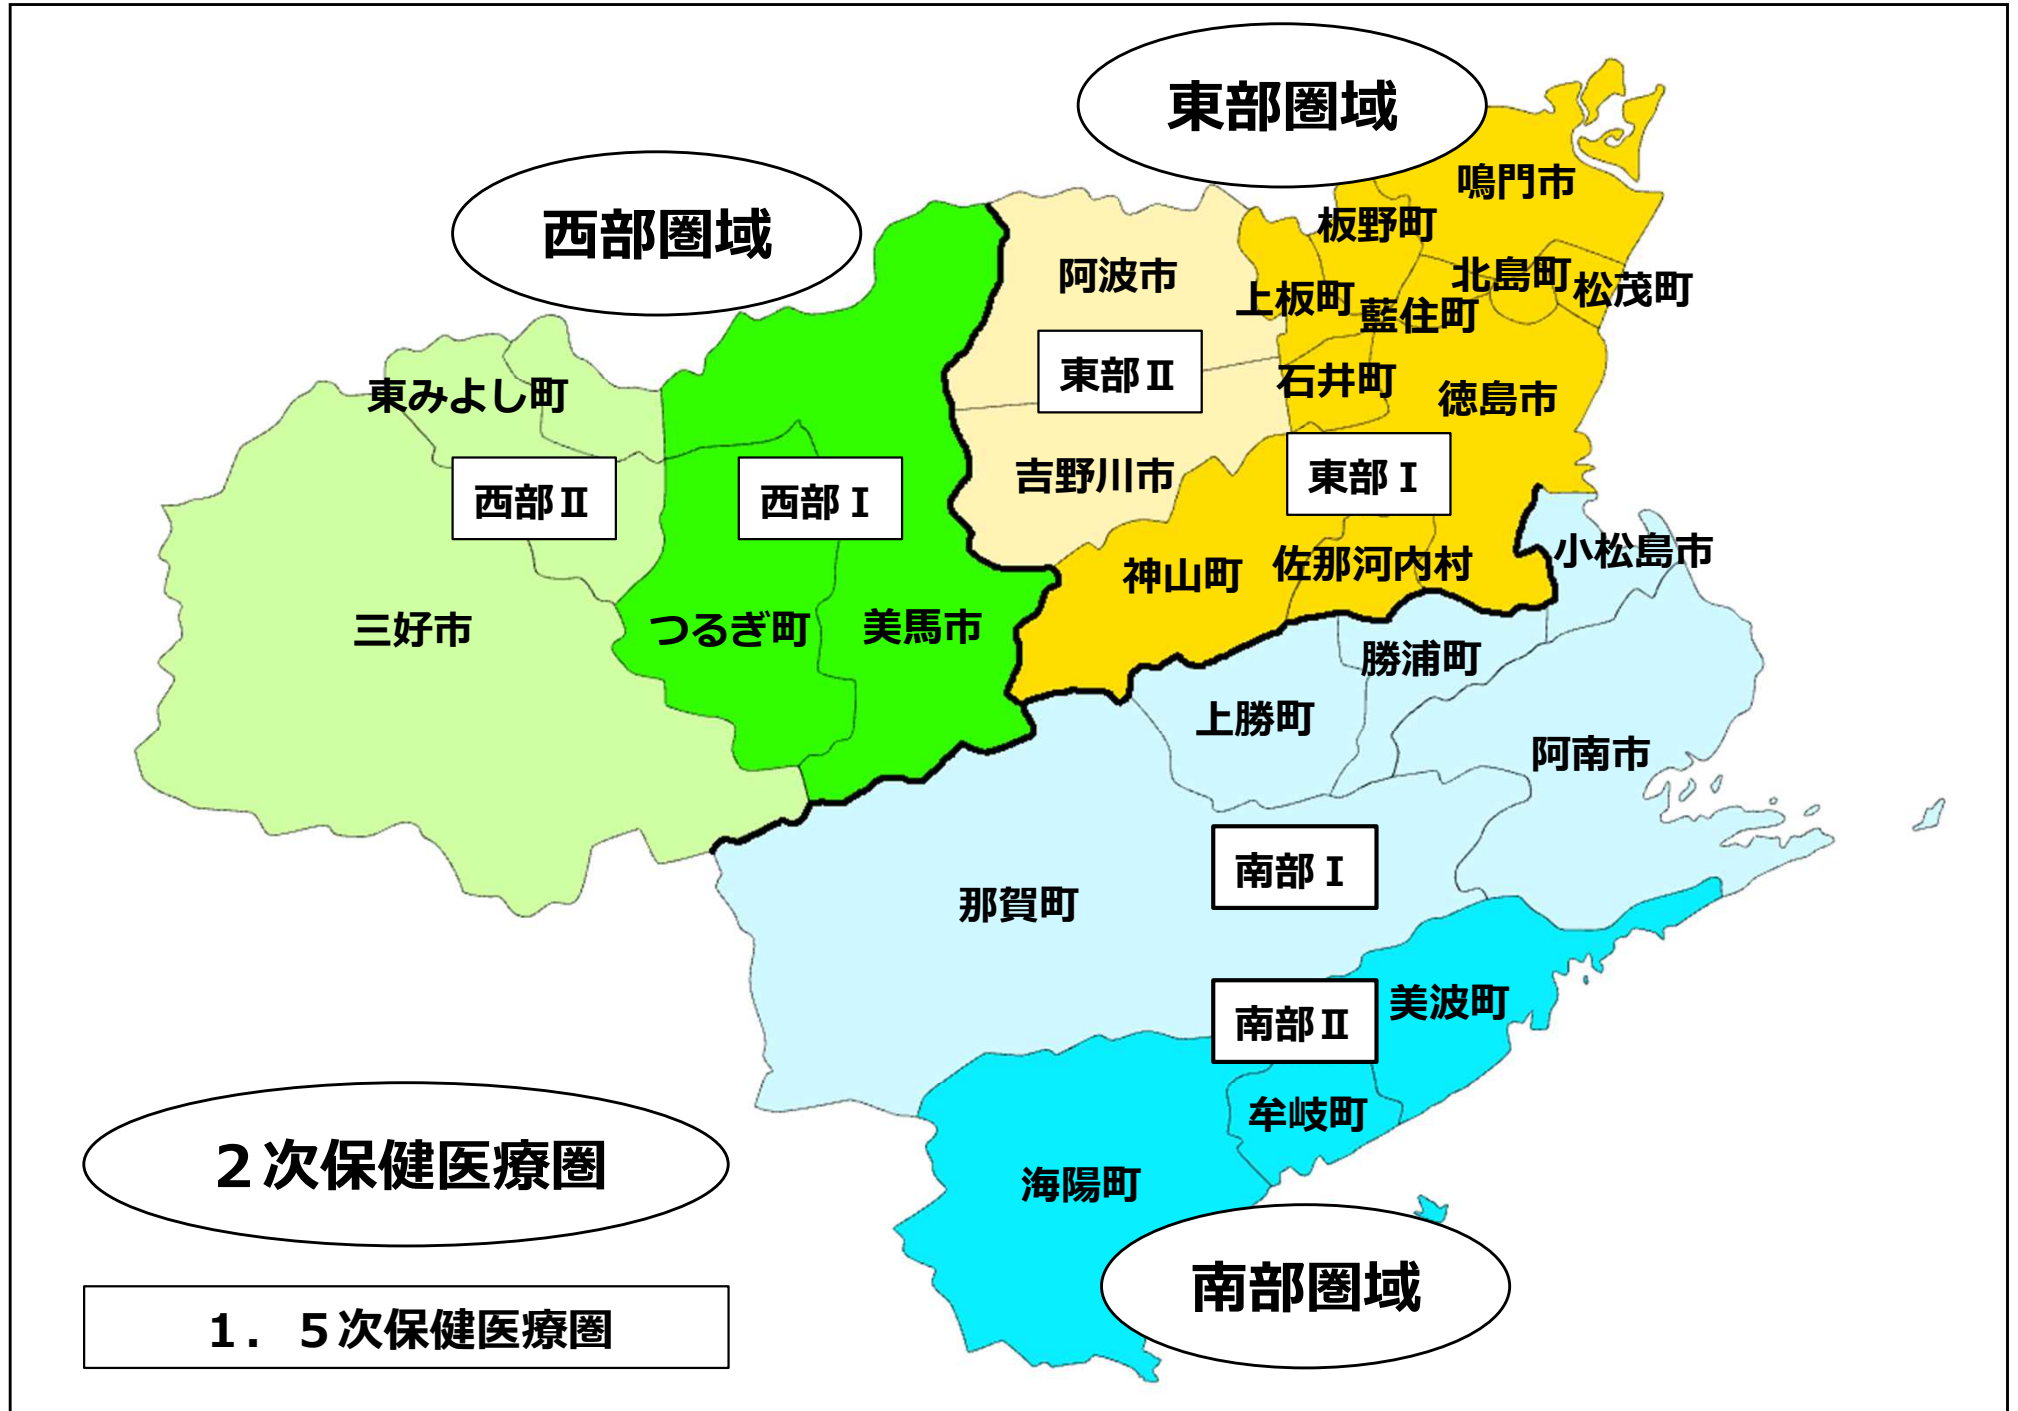 東部圏域
西部圏域
鳴門市
板野町
阿波市
北島町
松茂町
上板町
藍住町
東部Ⅱ
石井町
東みよし町
徳島市
吉野川市
東部Ⅰ
西部Ⅱ
西部Ⅰ
小松島市
佐那河内村
神山町
三好市
つるぎ町
美馬市
勝浦町
上勝町
阿南市
南部Ⅰ
那賀町
美波町
南部Ⅱ
牟岐町
２次保健医療圏
海陽町
南部圏域
１．５次保健医療圏